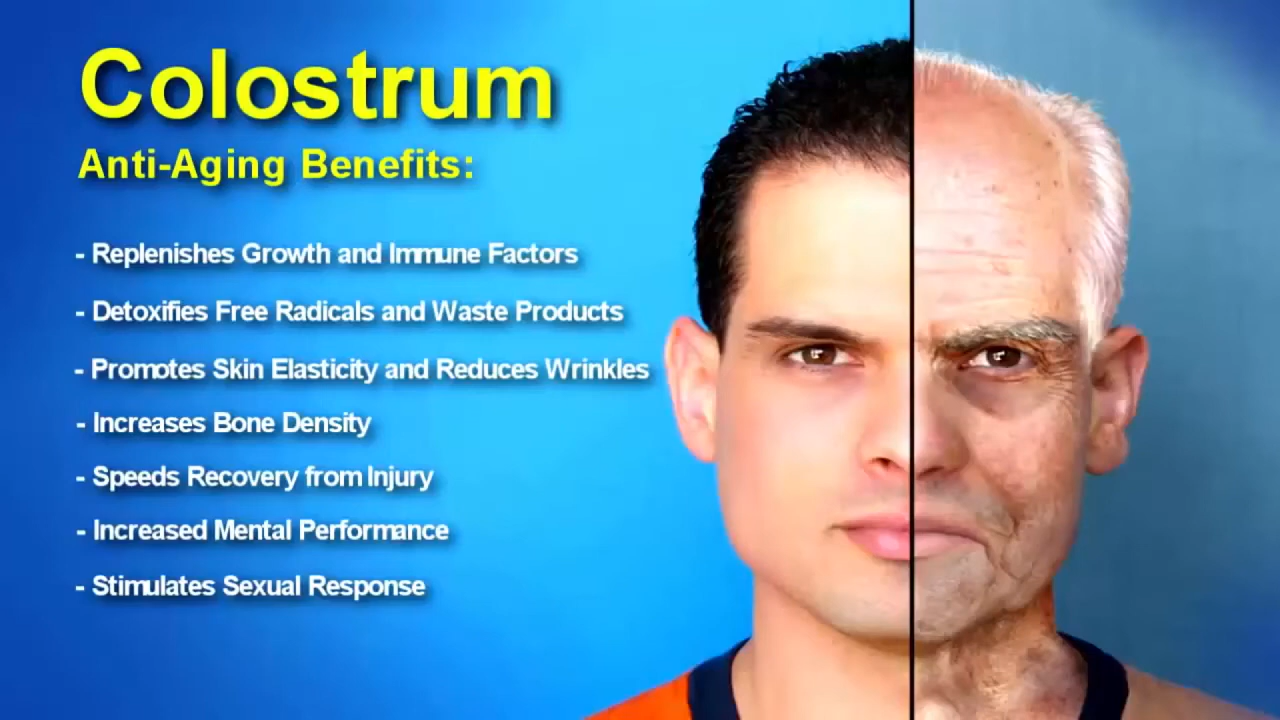 Colostrum
Anti-Aging Benefits:
- Replenishes Growth and Immune Factors
- Detoxifies Free Radicals and Waste Products
- Promotes Skin Elasticity and Reduces Wrinkles
- Increases Bone Density
- Speeds Recovery from Injury
- Increased Mental Performance
- Stimulates Sexual Response